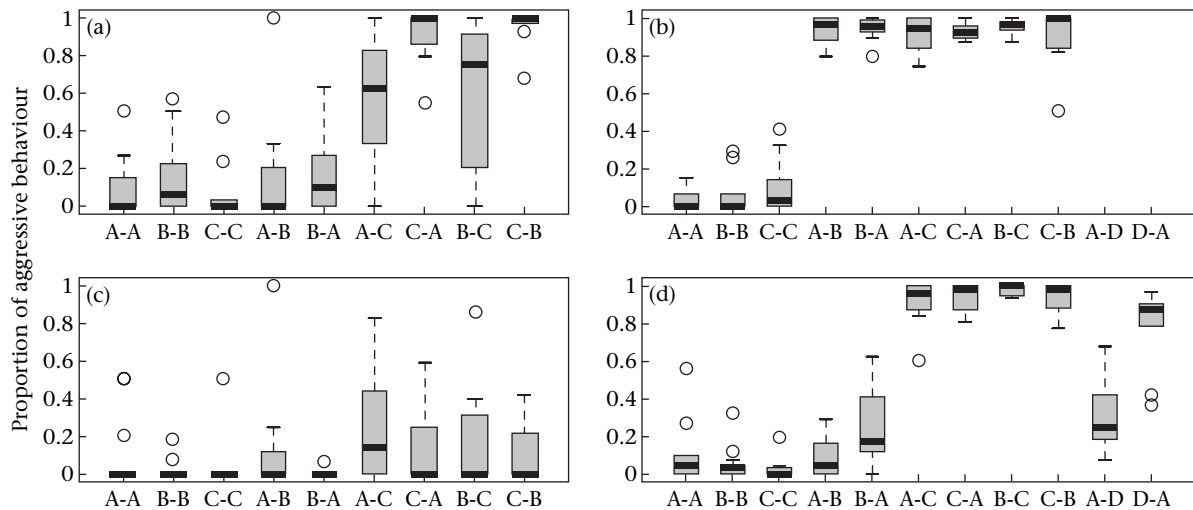 Proportion of aggressive behaviour
(a)
1
0.8
0.6
0.4
0.2
0
A-A B-B C-C A-B B-A A-C C-A B-C C-B
(b)
1
0.8
0.6
0.4
0.2
0
A-A B-B C-C A-B B-A A-C C-A B-C C-B A-D D-A
(c)
1
0.8
0.6
0.4
0.2
0
A-A B-B C-C A-B B-A A-C C-A B-C C-B
(d)
1
0.8
0.6
0.4
0.2
0
A-A B-B C-C A-B B-A A-C C-A B-C C-B A-D D-A